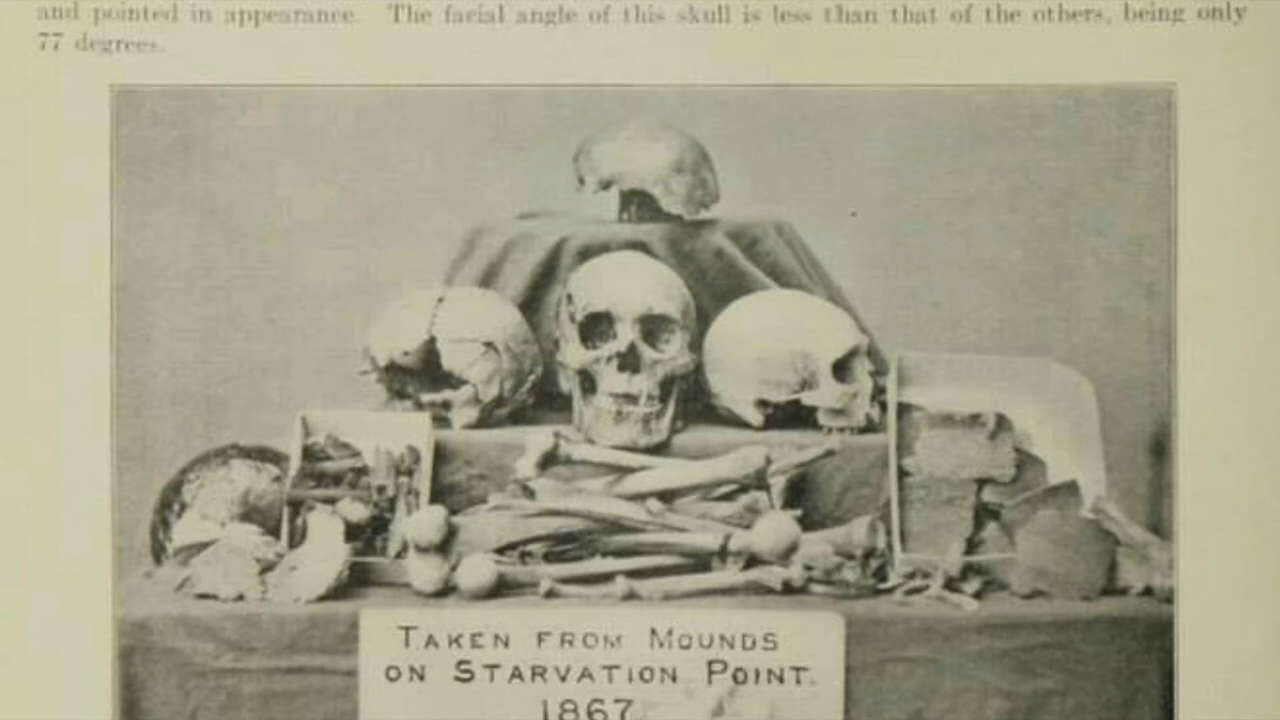 and pointed in appearance. The facial angle of this skull is less than that of the others, being only
77 degrees.
TAKEN FROM MOUNDS
ON STARVATION POINT.
1867